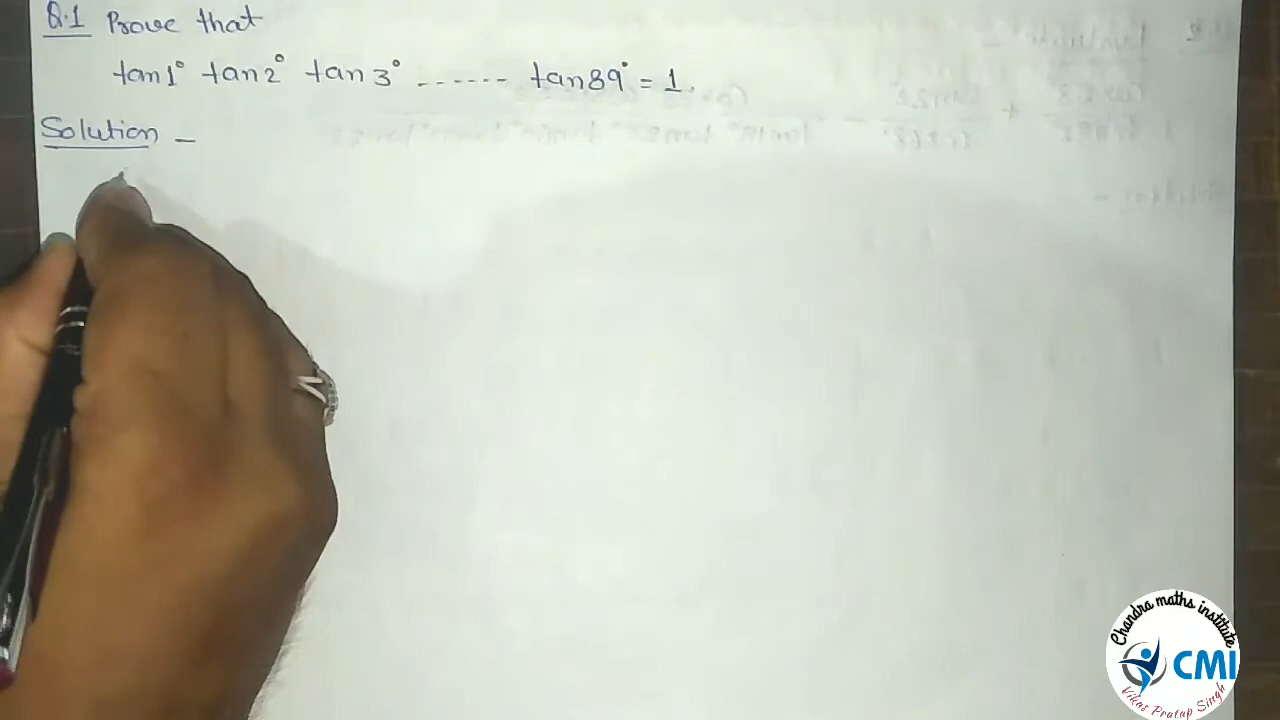 Q.1 Prove that
tan1° tan2° tan3° ------ tan89° = 1.
Solution -
Chandra maths institute
CMI
Vikas Pratap Singh